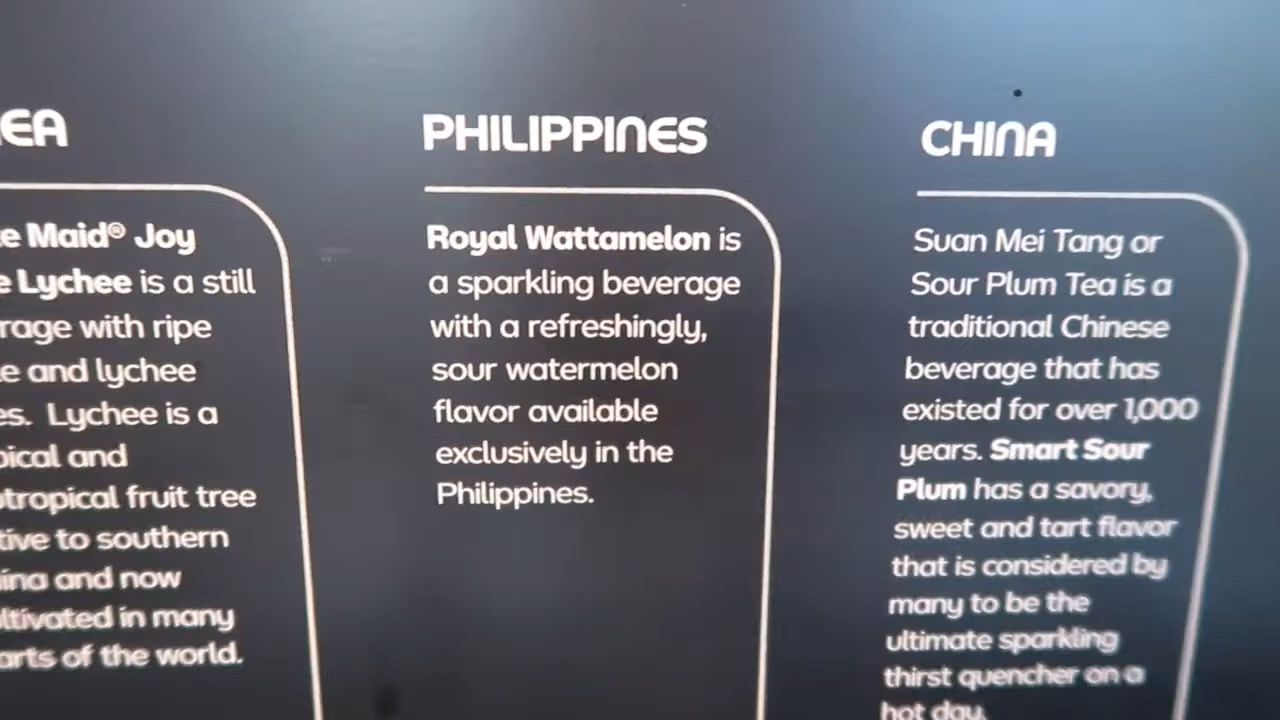 EA
e Maid® Joy
e Lychee is a still
rage with ripe
e and lychee
es. Lychee is a
pical and
otropical fruit tree
tive to southern
ina and now
ltivated in many
arts of the world.
PHILIPPINES
Royal Wattamelon is
a sparkling beverage
with a refreshingly,
sour watermelon
flavor available
exclusively in the
Philippines.
CHINA
Suan Mei Tang or
Sour Plum Tea is a
traditional Chinese
beverage that has
existed for over 1,000
years. Smart Sour
Plum has a savory,
sweet and tart flavor
that is considered by
many to be the
ultimate sparkling
thirst quencher on a
hot day.